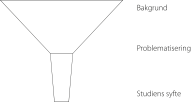 Bakgrund
Problematisering
Studiens syfte